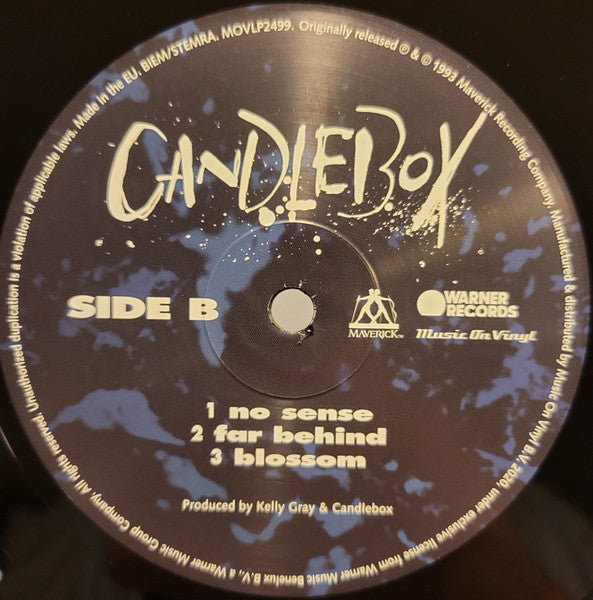 CANDLEBOX
SIDE B
MAVERICK™
WARNER RECORDS
Music On Vinyl
1 no sense
2 far behind
3 blossom
Produced by Kelly Gray & Candlebox
All rights reserved. Unauthorized duplication is a violation of applicable laws. Made in the EU. BIEM/STEMRA. MOVLP2499. Originally released ℗ & © 1993 Maverick Recording Company. Manufactured & distributed by Music On Vinyl B.V. 2020, under exclusive license from Warner Music Benelux B.V., a Warner Music Group Company.